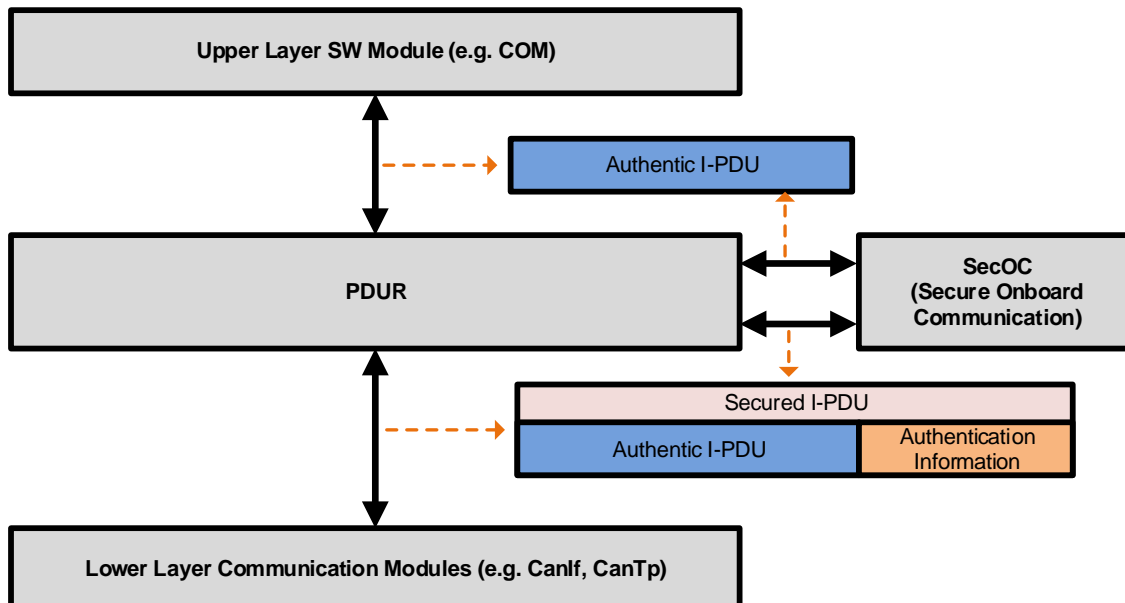 Upper Layer SW Module (e.g. COM)
Authentic I-PDU
PDUR
SecOC
(Secure Onboard
Communication)
Secured I-PDU
Authentic I-PDU
Authentication
Information
Lower Layer Communication Modules (e.g. CanIf, CanTp)